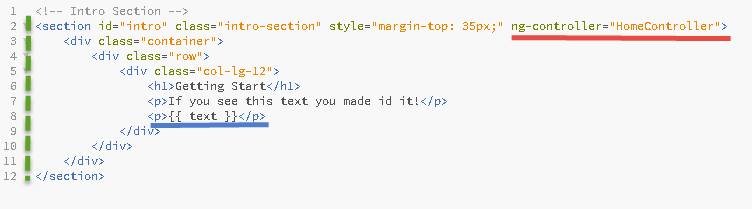 1 <!-- Intro Section -->
2 <section id="intro" class="intro-section" style="margin-top: 35px;" ng-controller="HomeController">
3     <div class="container">
4         <div class="row">
5             <div class="col-lg-12">
6                 <h1>Getting Start</h1>
7                 <p>If you see this text you made id it!</p>
8                 <p>{{ text }}</p>
9             </div>
10         </div>
11     </div>
12 </section>